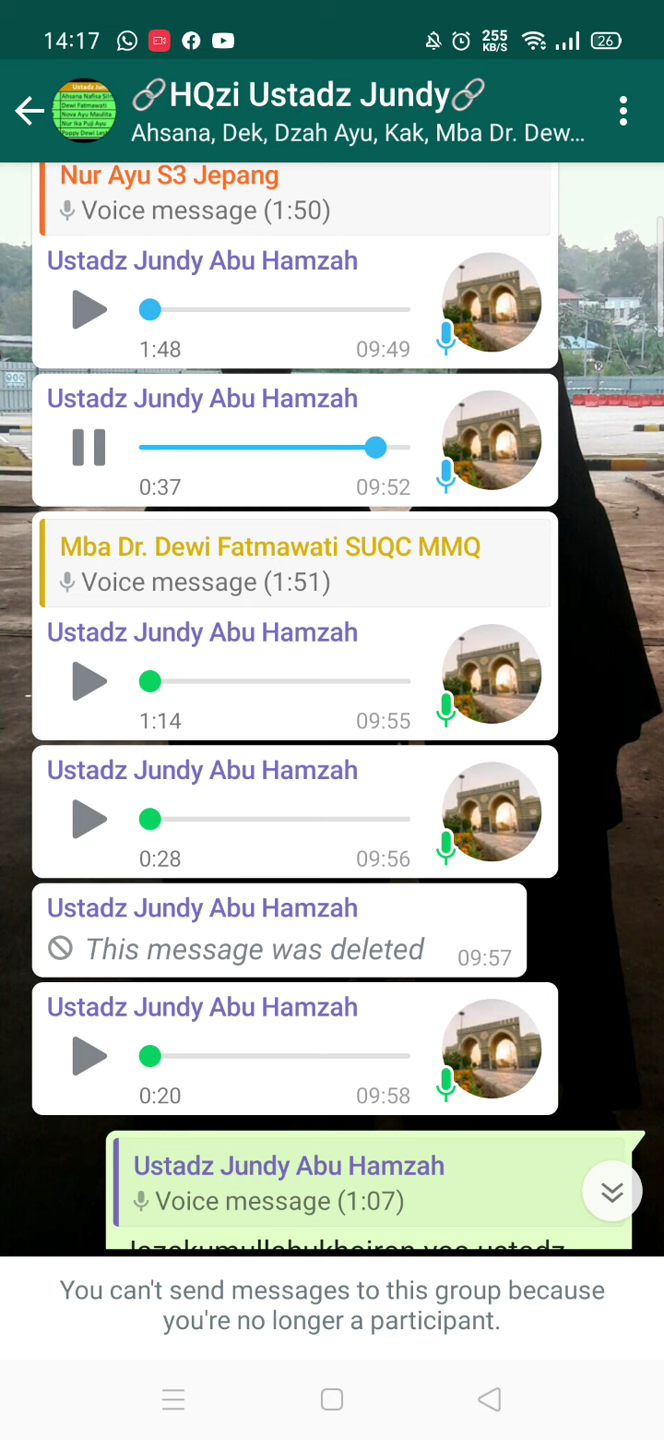 14:17
255
KB/S
26
🔗HQzi Ustadz Jundy🔗
Ahsana, Dek, Dzah Ayu, Kak, Mba Dr. Dew...
Nur Ayu S3 Jepang
Voice message (1:50)
Ustadz Jundy Abu Hamzah
1:48 09:49
Ustadz Jundy Abu Hamzah
0:37 09:52
Mba Dr. Dewi Fatmawati SUQC MMQ
Voice message (1:51)
Ustadz Jundy Abu Hamzah
1:14 09:55
Ustadz Jundy Abu Hamzah
0:28 09:56
Ustadz Jundy Abu Hamzah
This message was deleted 09:57
Ustadz Jundy Abu Hamzah
0:20 09:58
Ustadz Jundy Abu Hamzah
Voice message (1:07)
You can't send messages to this group because
you're no longer a participant.